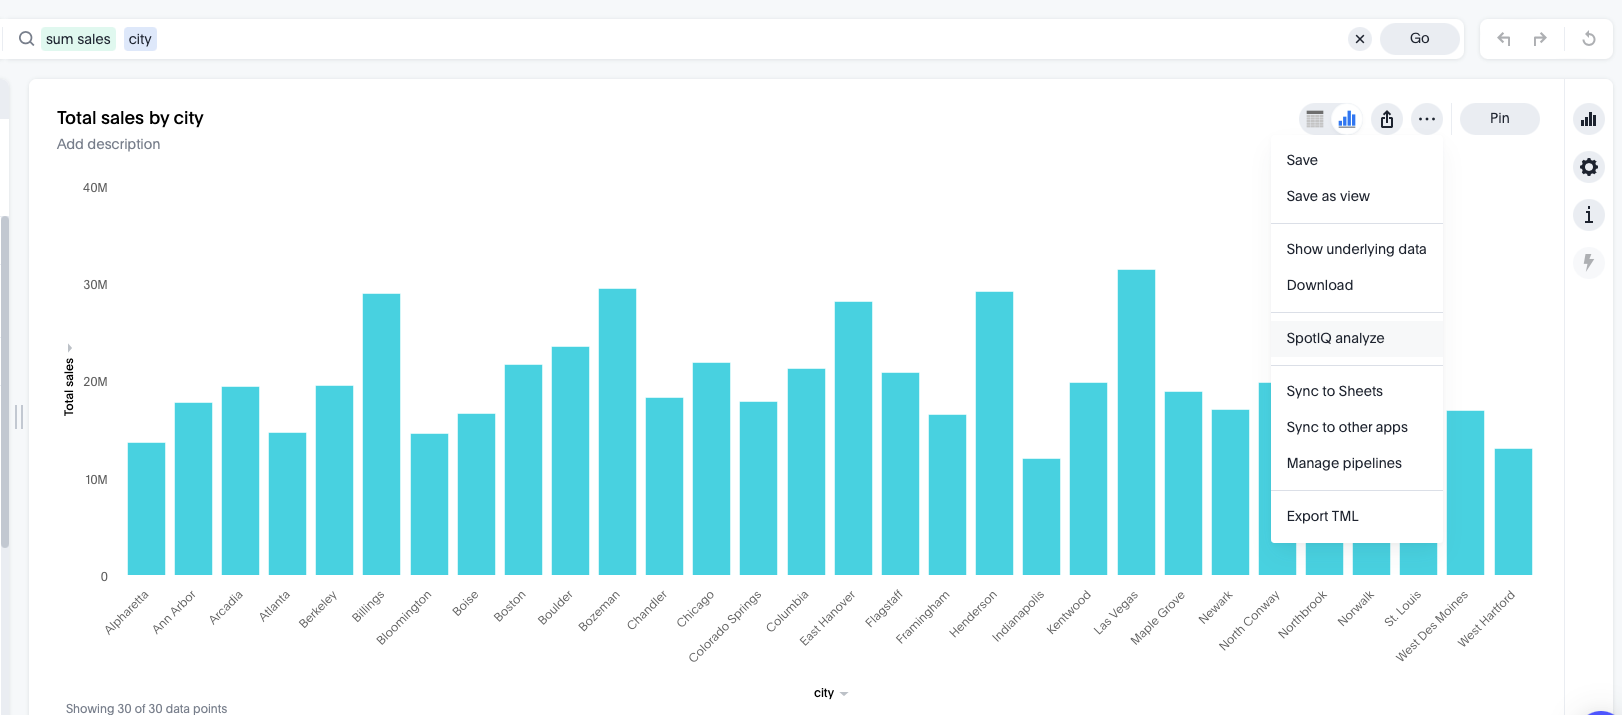 sum sales city
Go
Total sales by city
Add description
Pin
Save
Save as view
Show underlying data
Download
SpotIQ analyze
Sync to Sheets
Sync to other apps
Manage pipelines
Export TML
Total sales
40M
30M
20M
10M
0
Alpharetta
Ann Arbor
Arcadia
Atlanta
Berkeley
Billings
Bloomington
Boise
Boston
Boulder
Bozeman
Chandler
Chicago
Colorado Springs
Columbia
East Hanover
Flagstaff
Framingham
Henderson
Indianapolis
Kentwood
Las Vegas
Maple Grove
Newark
North Conway
Northbrook
Norwalk
St. Louis
West Des Moines
West Hartford
city
Showing 30 of 30 data points